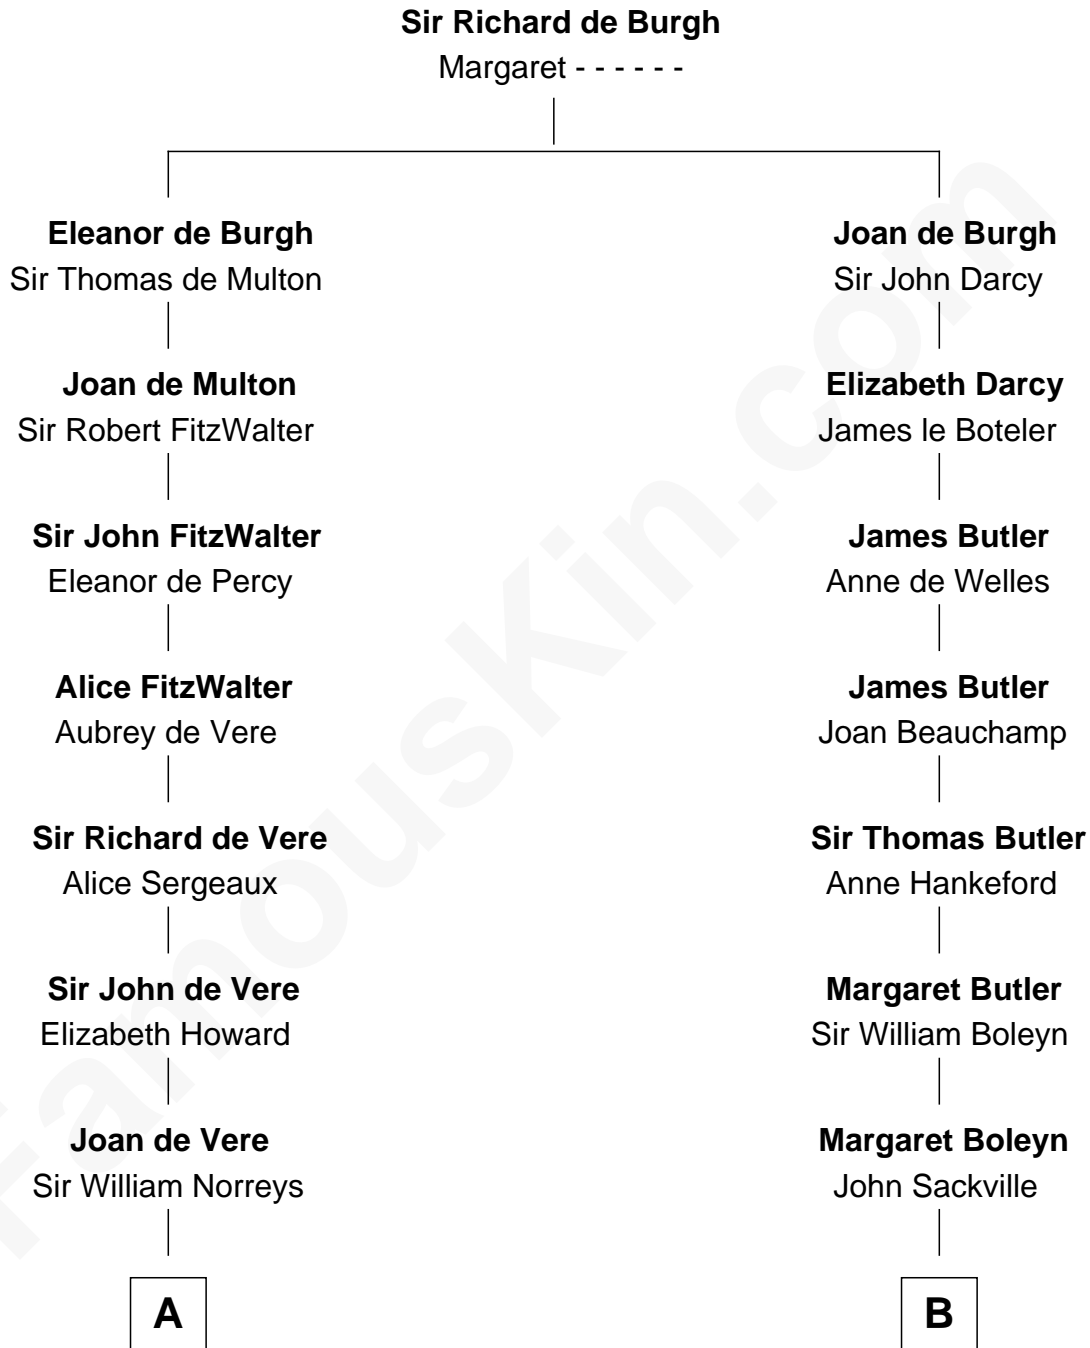 Sir Richard de Burgh
Margaret - - - - - -
Eleanor de Burgh
Sir Thomas de Multon
Joan de Burgh
Sir John Darcy
Joan de Multon
Sir Robert FitzWalter
Elizabeth Darcy
James le Boteler
Sir John FitzWalter
Eleanor de Percy
James Butler
Anne de Welles
Alice FitzWalter
Aubrey de Vere
James Butler
Joan Beauchamp
Sir Richard de Vere
Alice Sergeaux
Sir Thomas Butler
Anne Hankeford
Sir John de Vere
Elizabeth Howard
Margaret Butler
Sir William Boleyn
Joan de Vere
Sir William Norreys
Margaret Boleyn
John Sackville
A
B
FamousKin.com